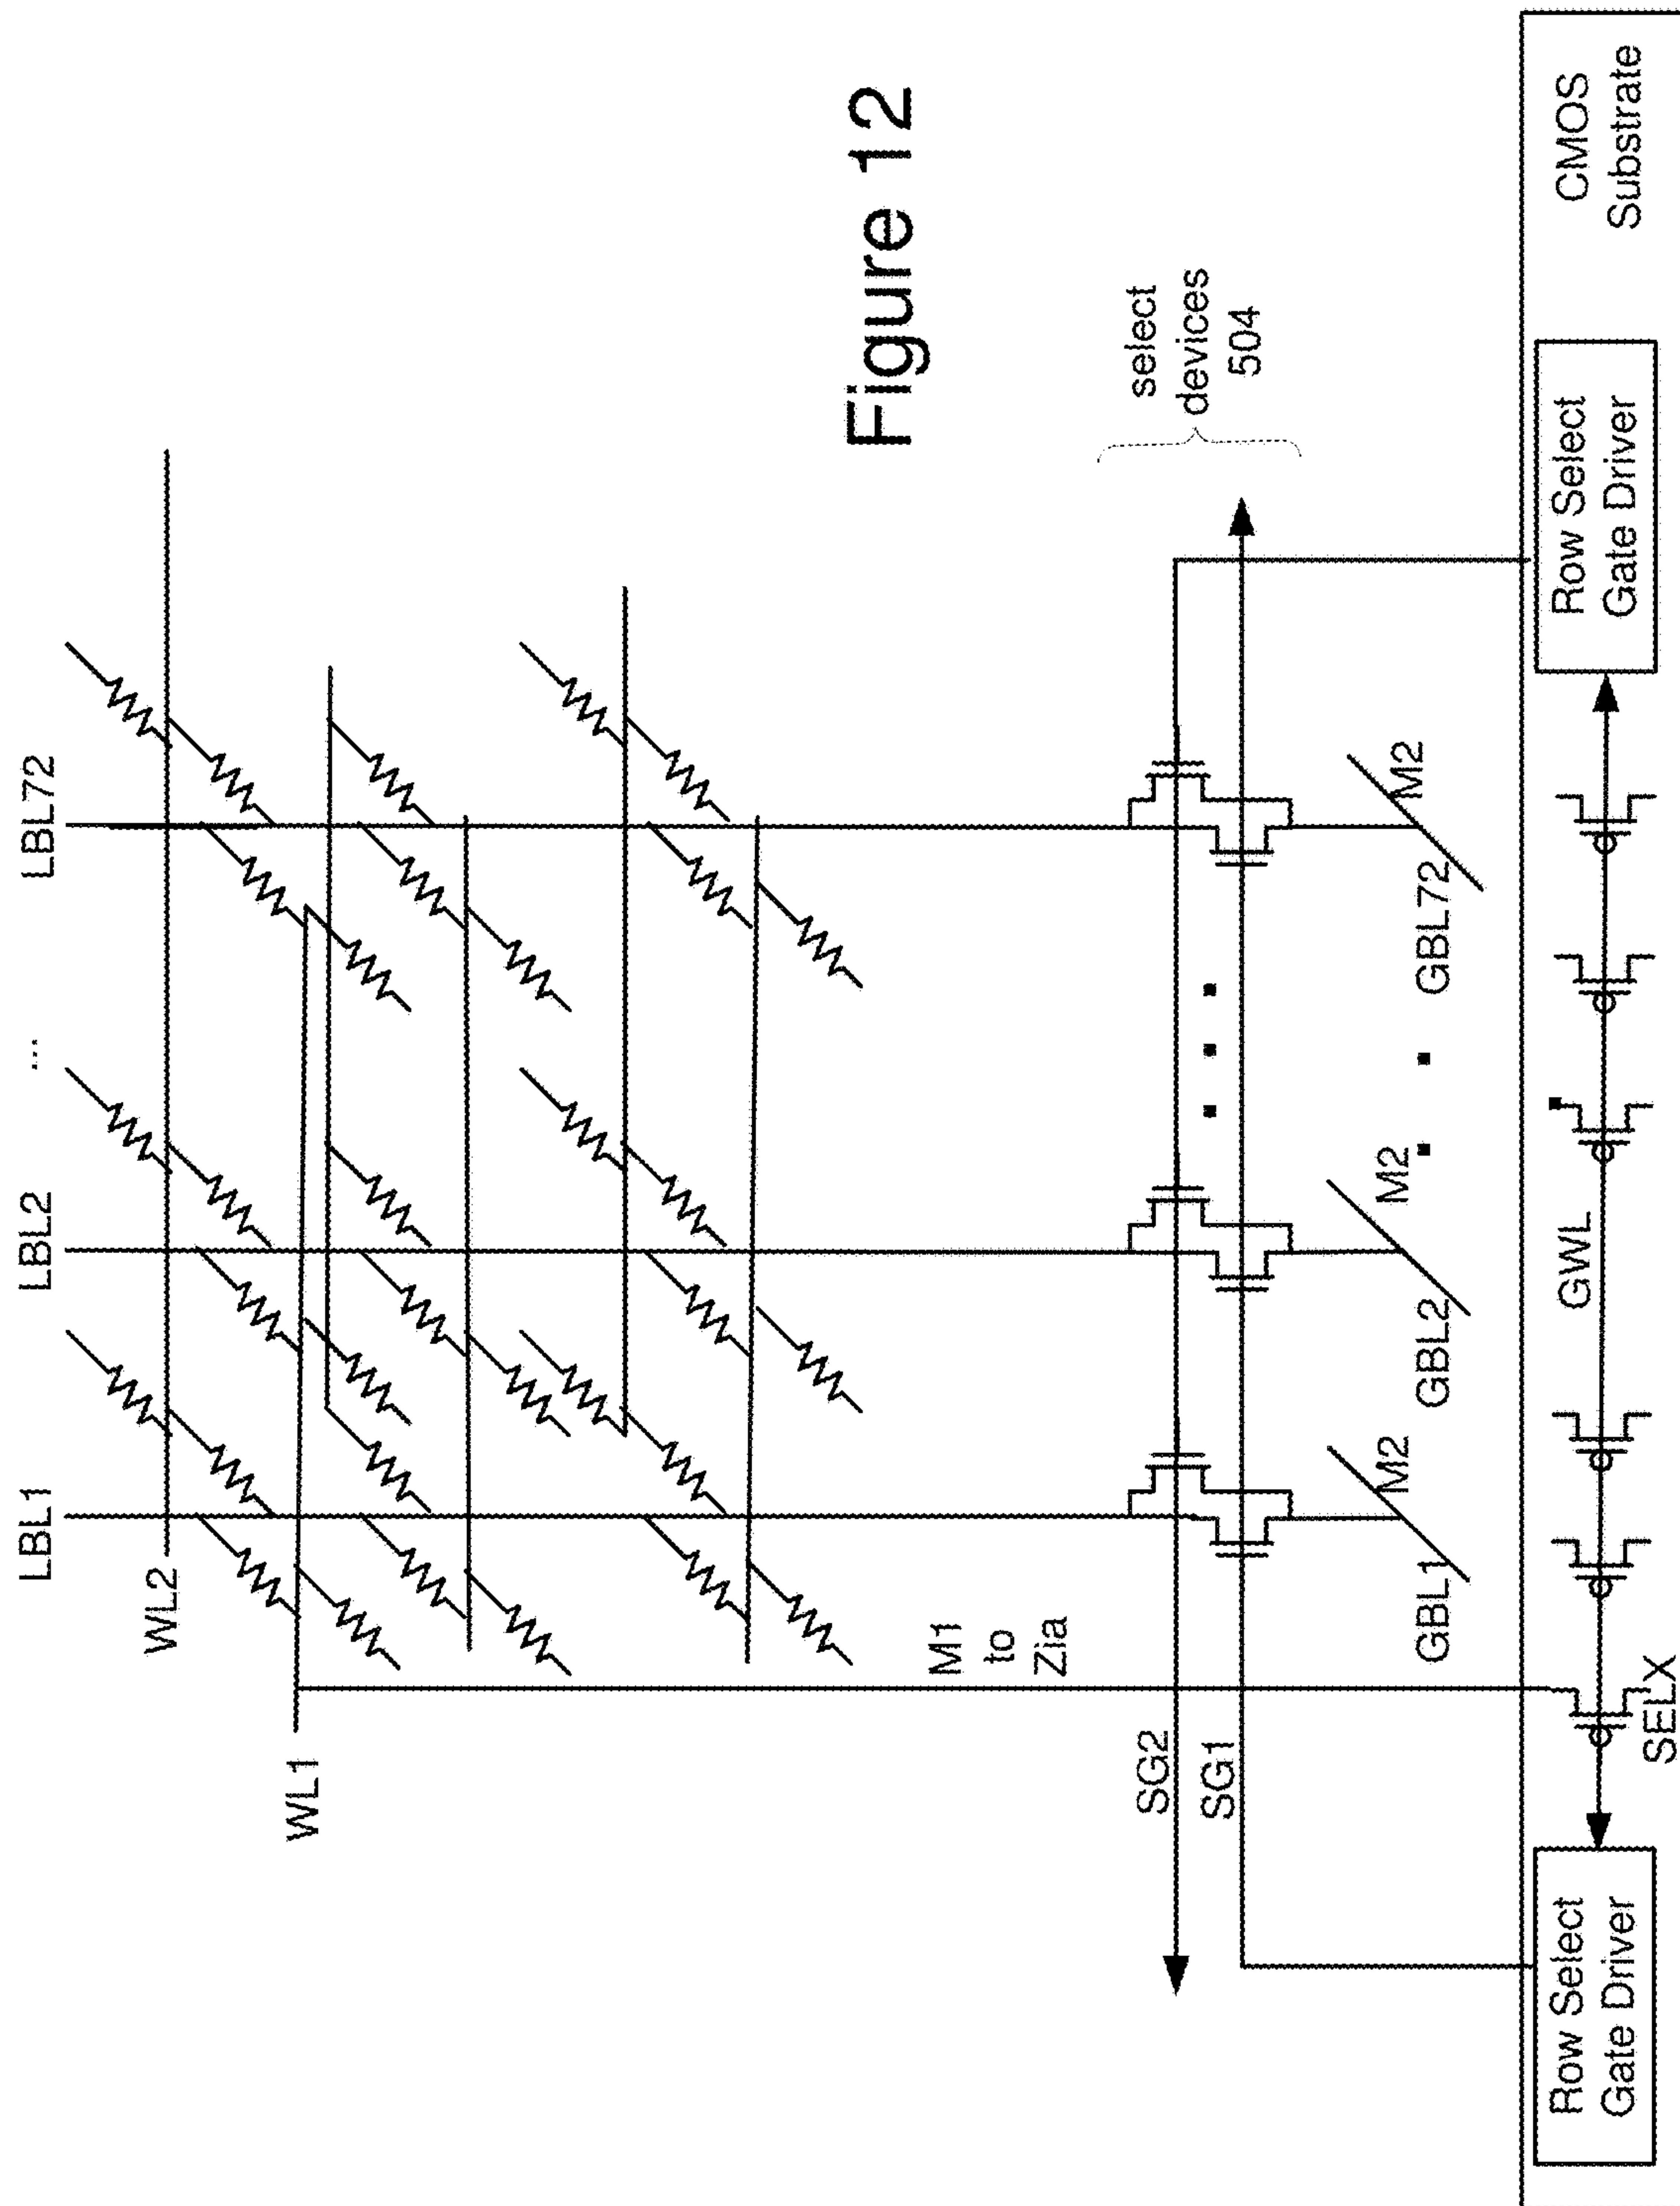 LBL1
LBL2
...
LBL72
WL2
WL1
M1
to
Zia
SG2
SG1
select
devices
504
M2
M2
M2
GBL1
GBL2
GBL72
Figure 12
GWL
SELX
Row Select
Gate Driver
Row Select
Gate Driver
CMOS
Substrate